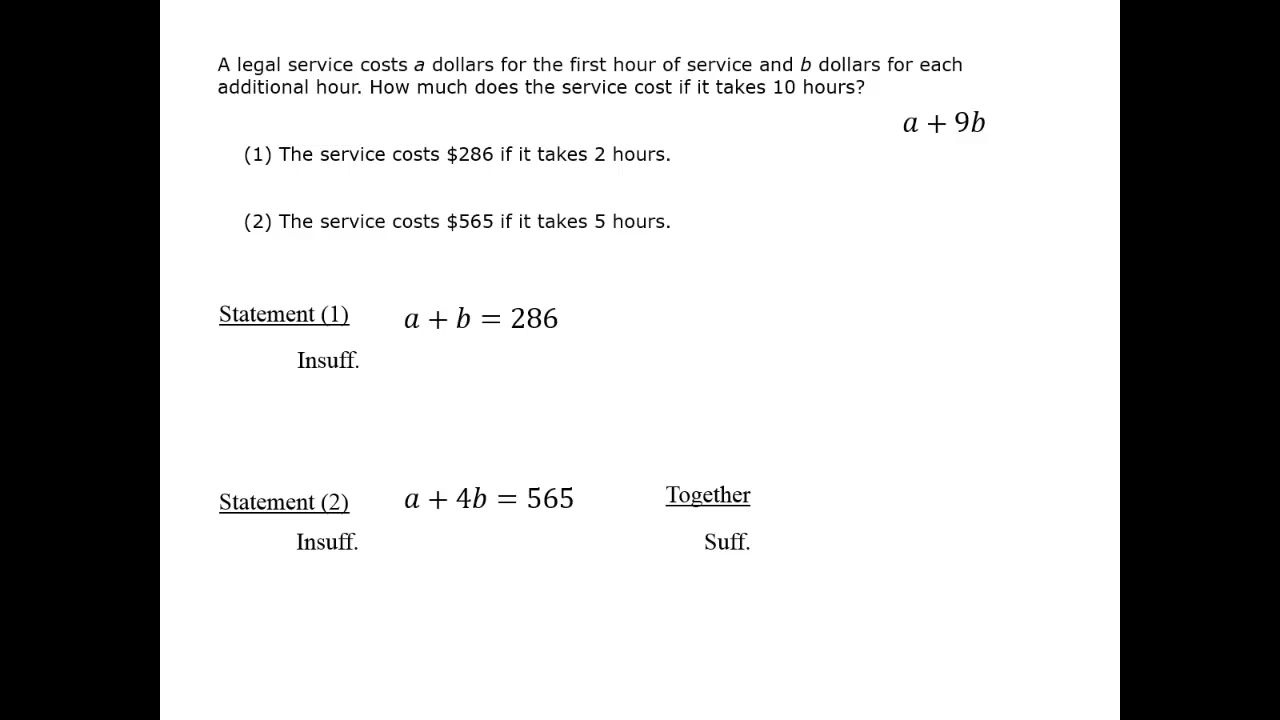 A legal service costs a dollars for the first hour of service and b dollars for each
additional hour. How much does the service cost if it takes 10 hours?
a + 9b
(1) The service costs $286 if it takes 2 hours.
(2) The service costs $565 if it takes 5 hours.
Statement (1) a + b = 286
Insuff.
Statement (2) a + 4b = 565 Together
Insuff. Suff.